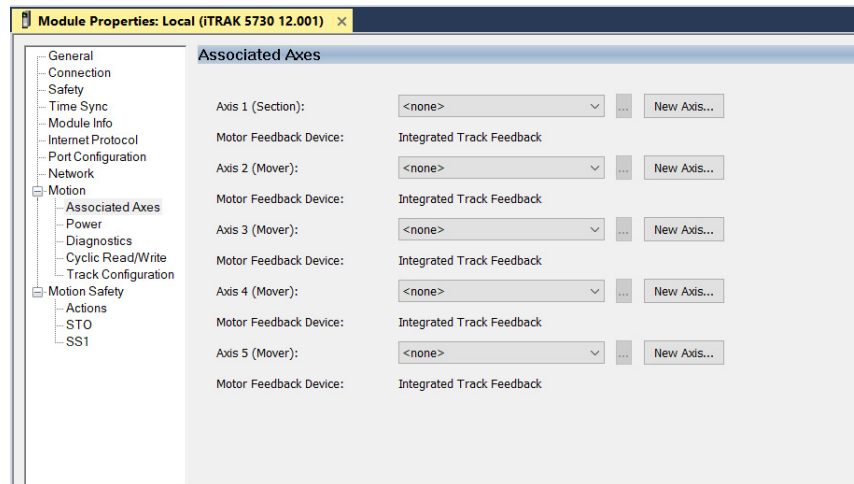 Module Properties: Local (iTRAK 5730 12.001) ×
General
Connection
Safety
Time Sync
Module Info
Internet Protocol
Port Configuration
Network
Motion
Associated Axes
Power
Diagnostics
Cyclic Read/Write
Track Configuration
Motion Safety
Actions
STO
SS1
Associated Axes
Axis 1 (Section): <none> ... New Axis...
Motor Feedback Device: Integrated Track Feedback
Axis 2 (Mover): <none> ... New Axis...
Motor Feedback Device: Integrated Track Feedback
Axis 3 (Mover): <none> ... New Axis...
Motor Feedback Device: Integrated Track Feedback
Axis 4 (Mover): <none> ... New Axis...
Motor Feedback Device: Integrated Track Feedback
Axis 5 (Mover): <none> ... New Axis...
Motor Feedback Device: Integrated Track Feedback